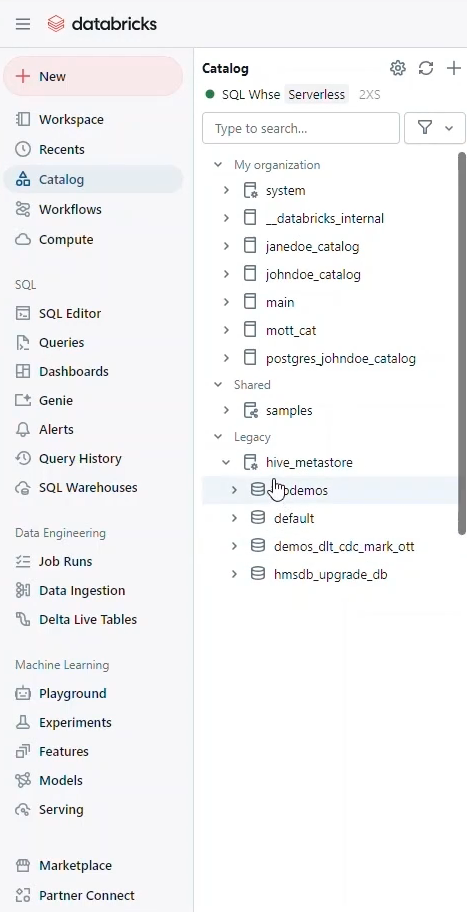 databricks
New
Workspace
Recents
Catalog
Workflows
Compute
SQL
SQL Editor
Queries
Dashboards
Genie
Alerts
Query History
SQL Warehouses
Data Engineering
Job Runs
Data Ingestion
Delta Live Tables
Machine Learning
Playground
Experiments
Features
Models
Serving
Marketplace
Partner Connect
Catalog
SQL Whse Serverless 2XS
Type to search...
My organization
system
__databricks_internal
janedoe_catalog
johndoe_catalog
main
mott_cat
postgres_johndoe_catalog
Shared
samples
Legacy
hive_metastore
default
demos_dlt_cdc_mark_ott
hmsdb_upgrade_db